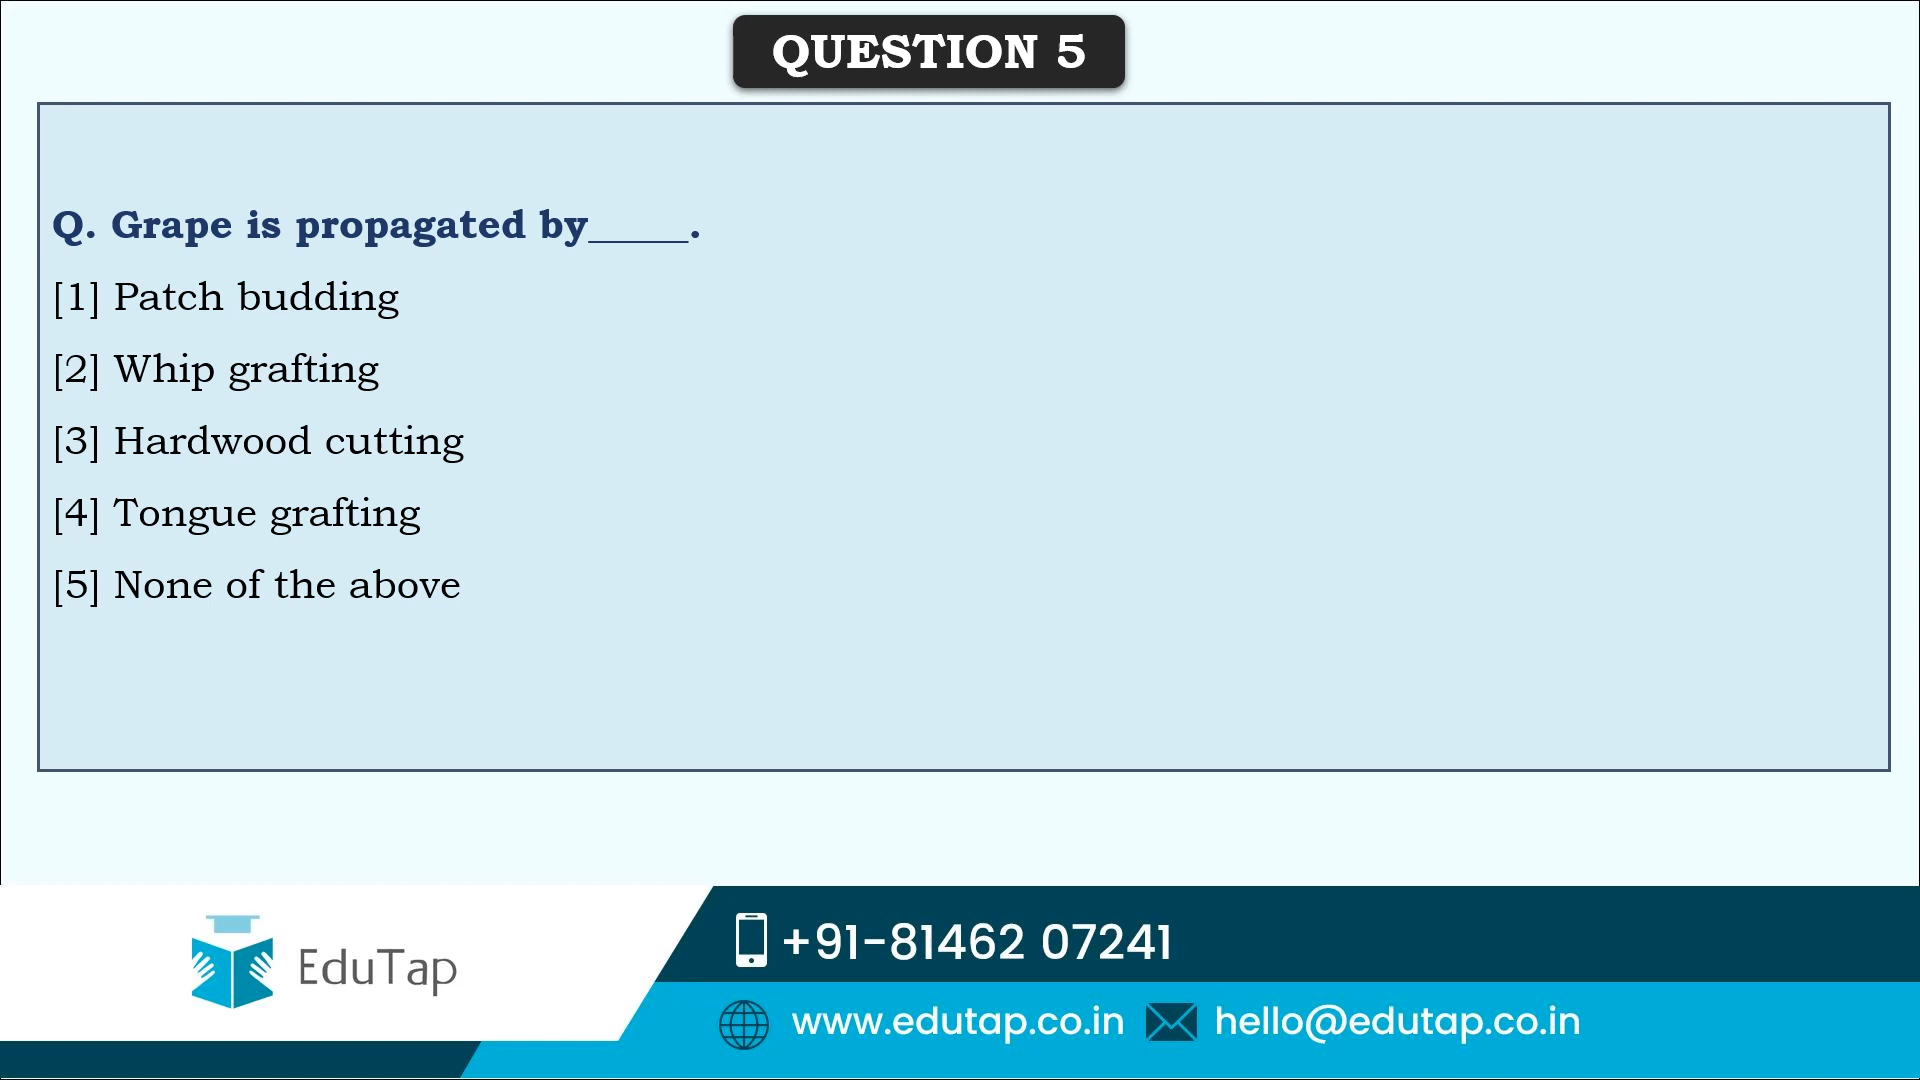 QUESTION 5
Q. Grape is propagated by_____.
[1] Patch budding
[2] Whip grafting
[3] Hardwood cutting
[4] Tongue grafting
[5] None of the above
EduTap
+91-81462 07241
www.edutap.co.in hello@edutap.co.in